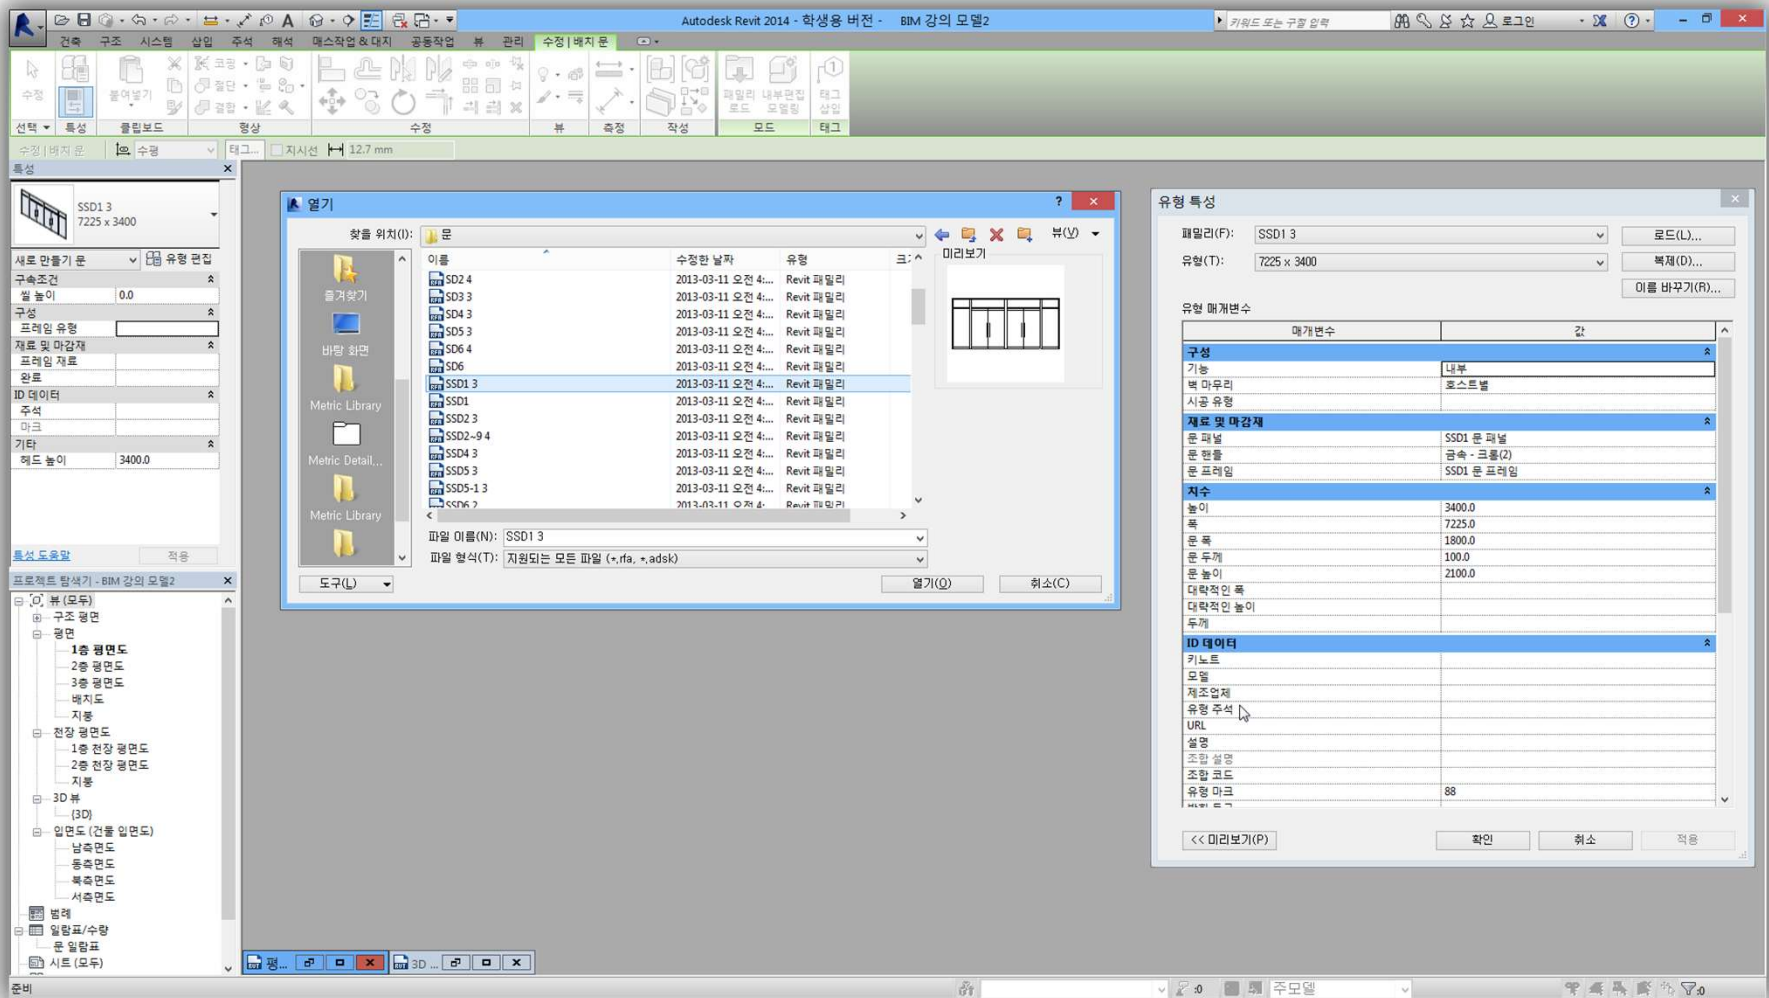 Autodesk Revit 2014 - 학생용 버전 - BIM 강의 모델2
키워드 또는 구절 입력
로그인
건축 구조 시스템 삽입 주석 해석 매스작업 & 대지 공동작업 뷰 관리 수정 | 배치 문
수정
붙여넣기
코핑
절단
결합
패밀리 로드
내부편집 모델링
태그 삽입
선택 특성 클립보드 형상 수정 뷰 측정 작성 모드 태그
수정 | 배치 문 수평 태그... 지시선 12.7 mm
특성
SSD1 3
7225 x 3400
새로 만들기 문 유형 편집
구속조건
씰 높이 0.0
구성
프레임 유형
재료 및 마감재
프레임 재료
완료
ID 데이터
주석
마크
기타
헤드 높이 3400.0
특성 도움말 적용
프로젝트 탐색기 - BIM 강의 모델2
뷰 (모두)
구조 평면
평면
1층 평면도
2층 평면도
3층 평면도
배치도
지붕
천장 평면도
1층 천장 평면도
2층 천장 평면도
지붕
3D 뷰
{3D}
입면도 (건물 입면도)
남측면도
동측면도
북측면도
서측면도
범례
일람표/수량
문 일람표
시트 (모두)
열기
찾을 위치(I): 문 뷰(V)
즐겨찾기
바탕 화면
Metric Library
Metric Detail...
Metric Library
이름 수정한 날짜 유형
SD2 4 2013-03-11 오전 4:... Revit 패밀리
SD3 3 2013-03-11 오전 4:... Revit 패밀리
SD4 3 2013-03-11 오전 4:... Revit 패밀리
SD5 3 2013-03-11 오전 4:... Revit 패밀리
SD6 4 2013-03-11 오전 4:... Revit 패밀리
SD6 2013-03-11 오전 4:... Revit 패밀리
SSD1 3 2013-03-11 오전 4:... Revit 패밀리
SSD1 2013-03-11 오전 4:... Revit 패밀리
SSD2 3 2013-03-11 오전 4:... Revit 패밀리
SSD2~9 4 2013-03-11 오전 4:... Revit 패밀리
SSD4 3 2013-03-11 오전 4:... Revit 패밀리
SSD5 3 2013-03-11 오전 4:... Revit 패밀리
SSD5-1 3 2013-03-11 오전 4:... Revit 패밀리
SSD6 2 2013-03-11 오전 4:... Revit 패밀리
미리보기
파일 이름(N): SSD1 3
파일 형식(T): 지원되는 모든 파일 (*.rfa, *.adsk)
도구(L) 열기(O) 취소(C)
유형 특성
패밀리(F): SSD1 3 로드(L)...
유형(T): 7225 x 3400 복제(D)...
이름 바꾸기(R)...
유형 매개변수
매개변수 값
구성
기능 내부
벽 마무리 호스트별
시공 유형
재료 및 마감재
문 패널 SSD1 문 패널
문 핸들 금속 - 크롬(2)
문 프레임 SSD1 문 프레임
치수
높이 3400.0
폭 7225.0
문 폭 1800.0
문 두께 100.0
문 높이 2100.0
대략적인 폭
대략적인 높이
두께
ID 데이터
키노트
모델
제조업체
유형 주석
URL
설명
조합 설명
조합 코드
유형 마크 88
<< 미리보기(P) 확인 취소 적용
평... 3D ...
준비 :0 주모델 :0